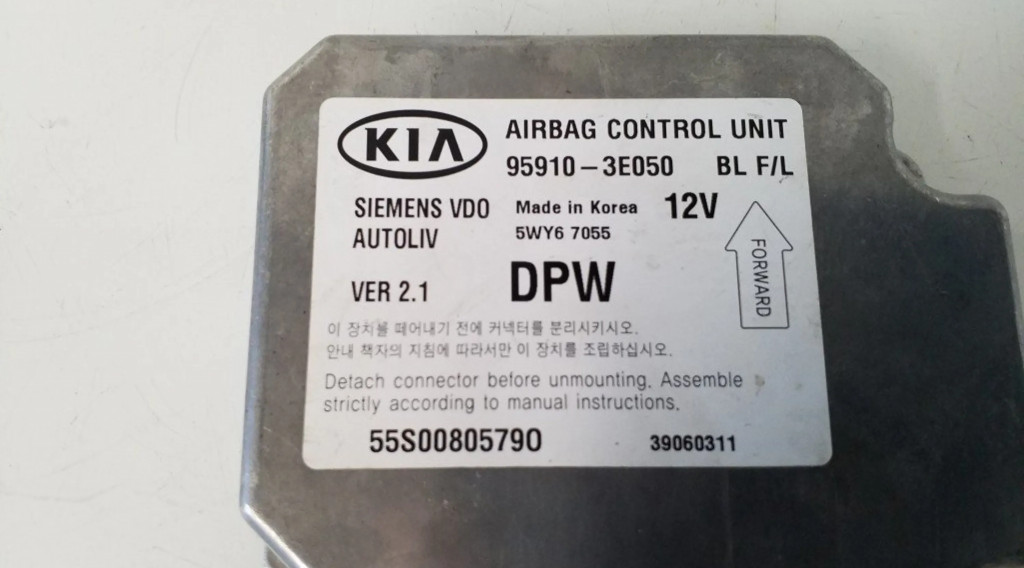 KIA
AIRBAG CONTROL UNIT
95910-3E050 BL F/L
SIEMENS VDO Made in Korea 12V
AUTOLIV 5WY6 7055
FORWARD
VER 2.1 DPW
이 장치를 떼어내기 전에 커넥터를 분리시키시오.
안내 책자의 지침에 따라서만 이 장치를 조립하십시오.
Detach connector before unmounting. Assemble
strictly according to manual instructions.
55S00805790 39060311